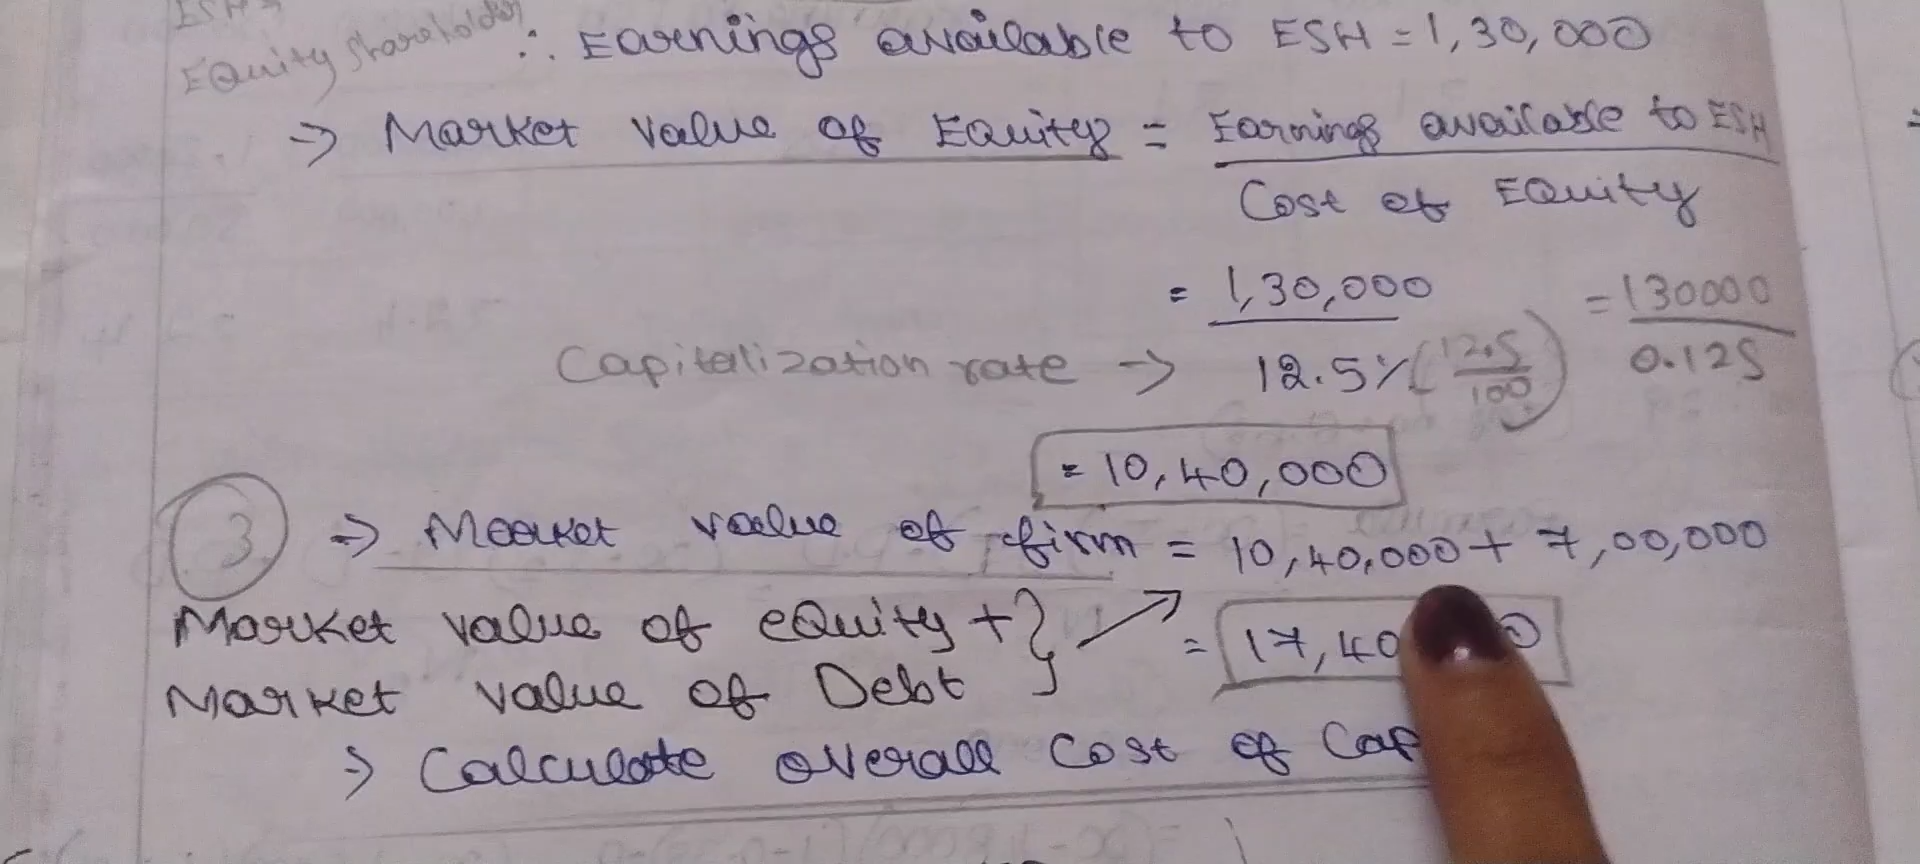 Equity Shareholder
∴ Earnings available to ESH = 1,30,000
→ Market value of Equity = Earnings available to ESH
Cost of Equity
= 1,30,000 = 130000
Capitalization rate → 12.5% (12.5/100) 0.125
= 10,40,000
3 → Market value of firm = 10,40,000 + 7,00,000
Market value of equity + } → = 17,40
Market value of Debt
→ Calculate overall cost of Cap